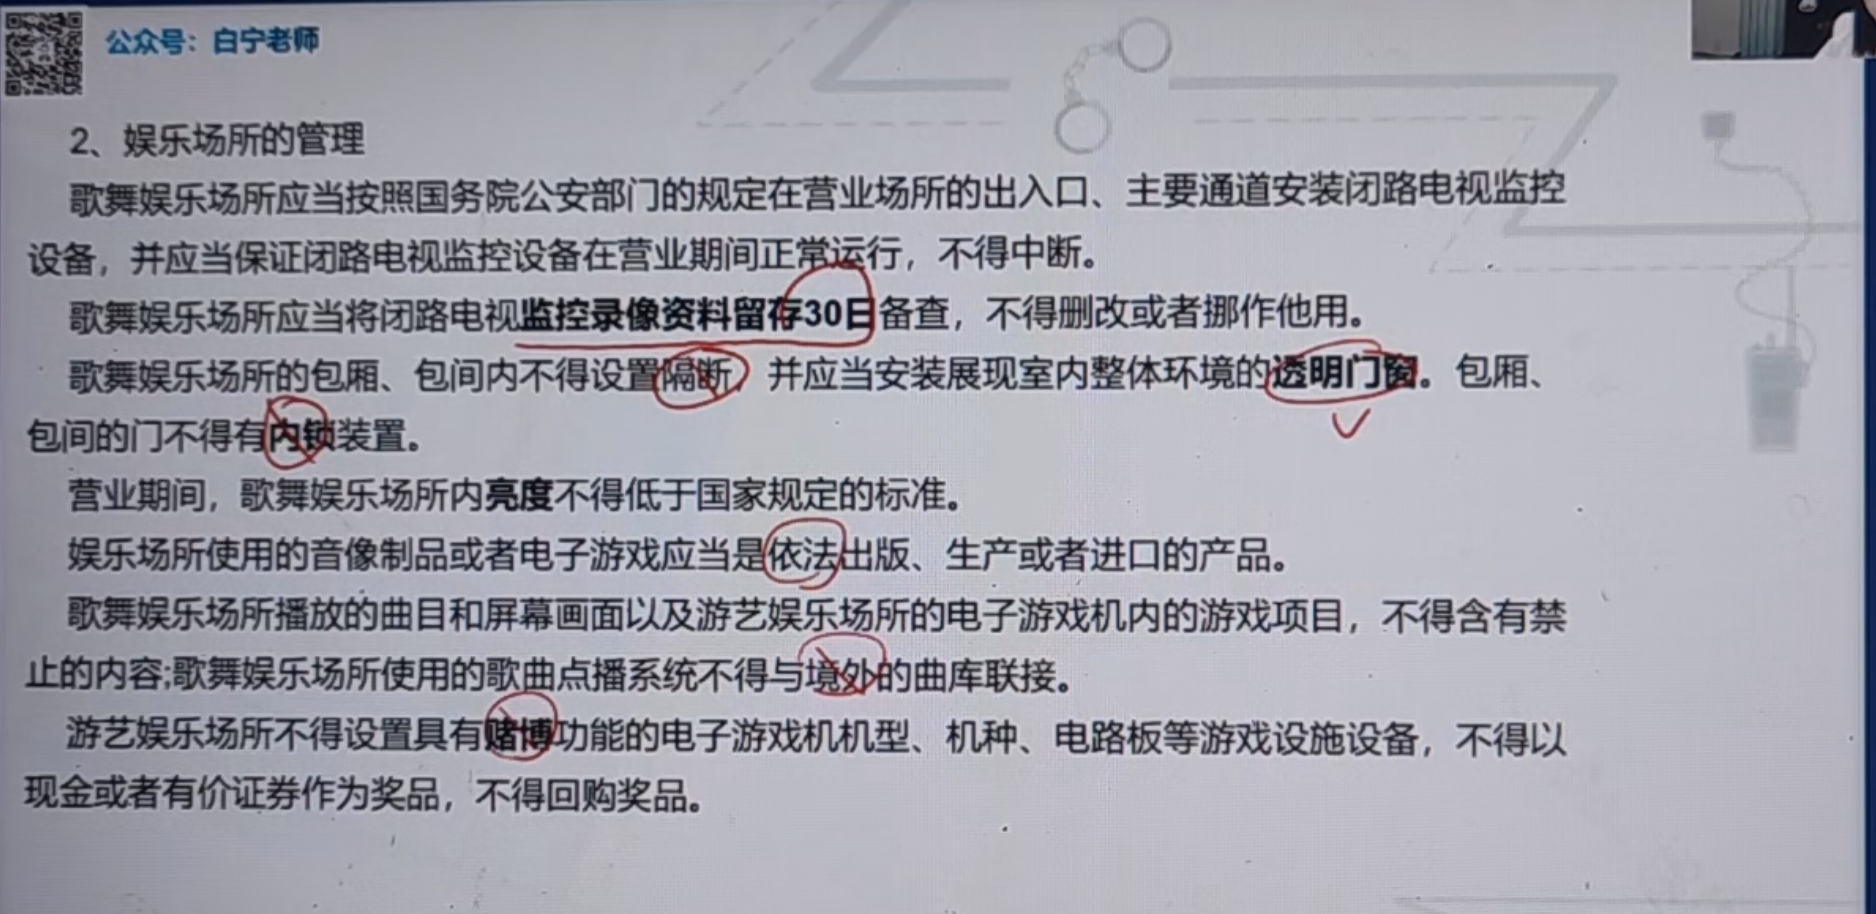 公众号：白宁老师
2、娱乐场所的管理
歌舞娱乐场所应当按照国务院公安部门的规定在营业场所的出入口、主要通道安装闭路电视监控
设备，并应当保证闭路电视监控设备在营业期间正常运行，不得中断。
歌舞娱乐场所应当将闭路电视监控录像资料留存30日备查，不得删改或者挪作他用。
歌舞娱乐场所的包厢、包间内不得设置隔断，并应当安装展现室内整体环境的透明门窗。包厢、
包间的门不得有内锁装置。
营业期间，歌舞娱乐场所内亮度不得低于国家规定的标准。
娱乐场所使用的音像制品或者电子游戏应当是依法出版、生产或者进口的产品。
歌舞娱乐场所播放的曲目和屏幕画面以及游艺娱乐场所的电子游戏机内的游戏项目，不得含有禁
止的内容;歌舞娱乐场所使用的歌曲点播系统不得与境外的曲库联接。
游艺娱乐场所不得设置具有赌博功能的电子游戏机机型、机种、电路板等游戏设施设备，不得以
现金或者有价证券作为奖品，不得回购奖品。